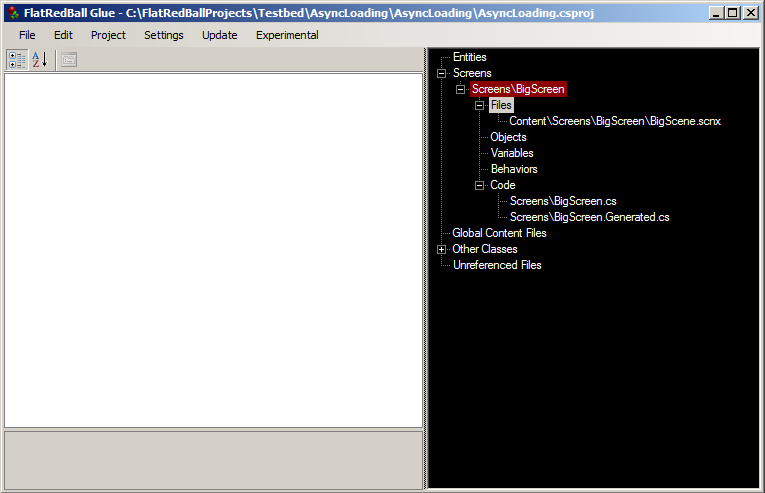 FlatRedBall Glue - C:\FlatRedBallProjects\Testbed\AsyncLoading\AsyncLoading\AsyncLoading.csproj
File Edit Project Settings Update Experimental
A
Z
Entities
Screens
Screens\BigScreen
Files
Content\Screens\BigScreen\BigScene.scnx
Objects
Variables
Behaviors
Code
Screens\BigScreen.cs
Screens\BigScreen.Generated.cs
Global Content Files
Other Classes
Unreferenced Files